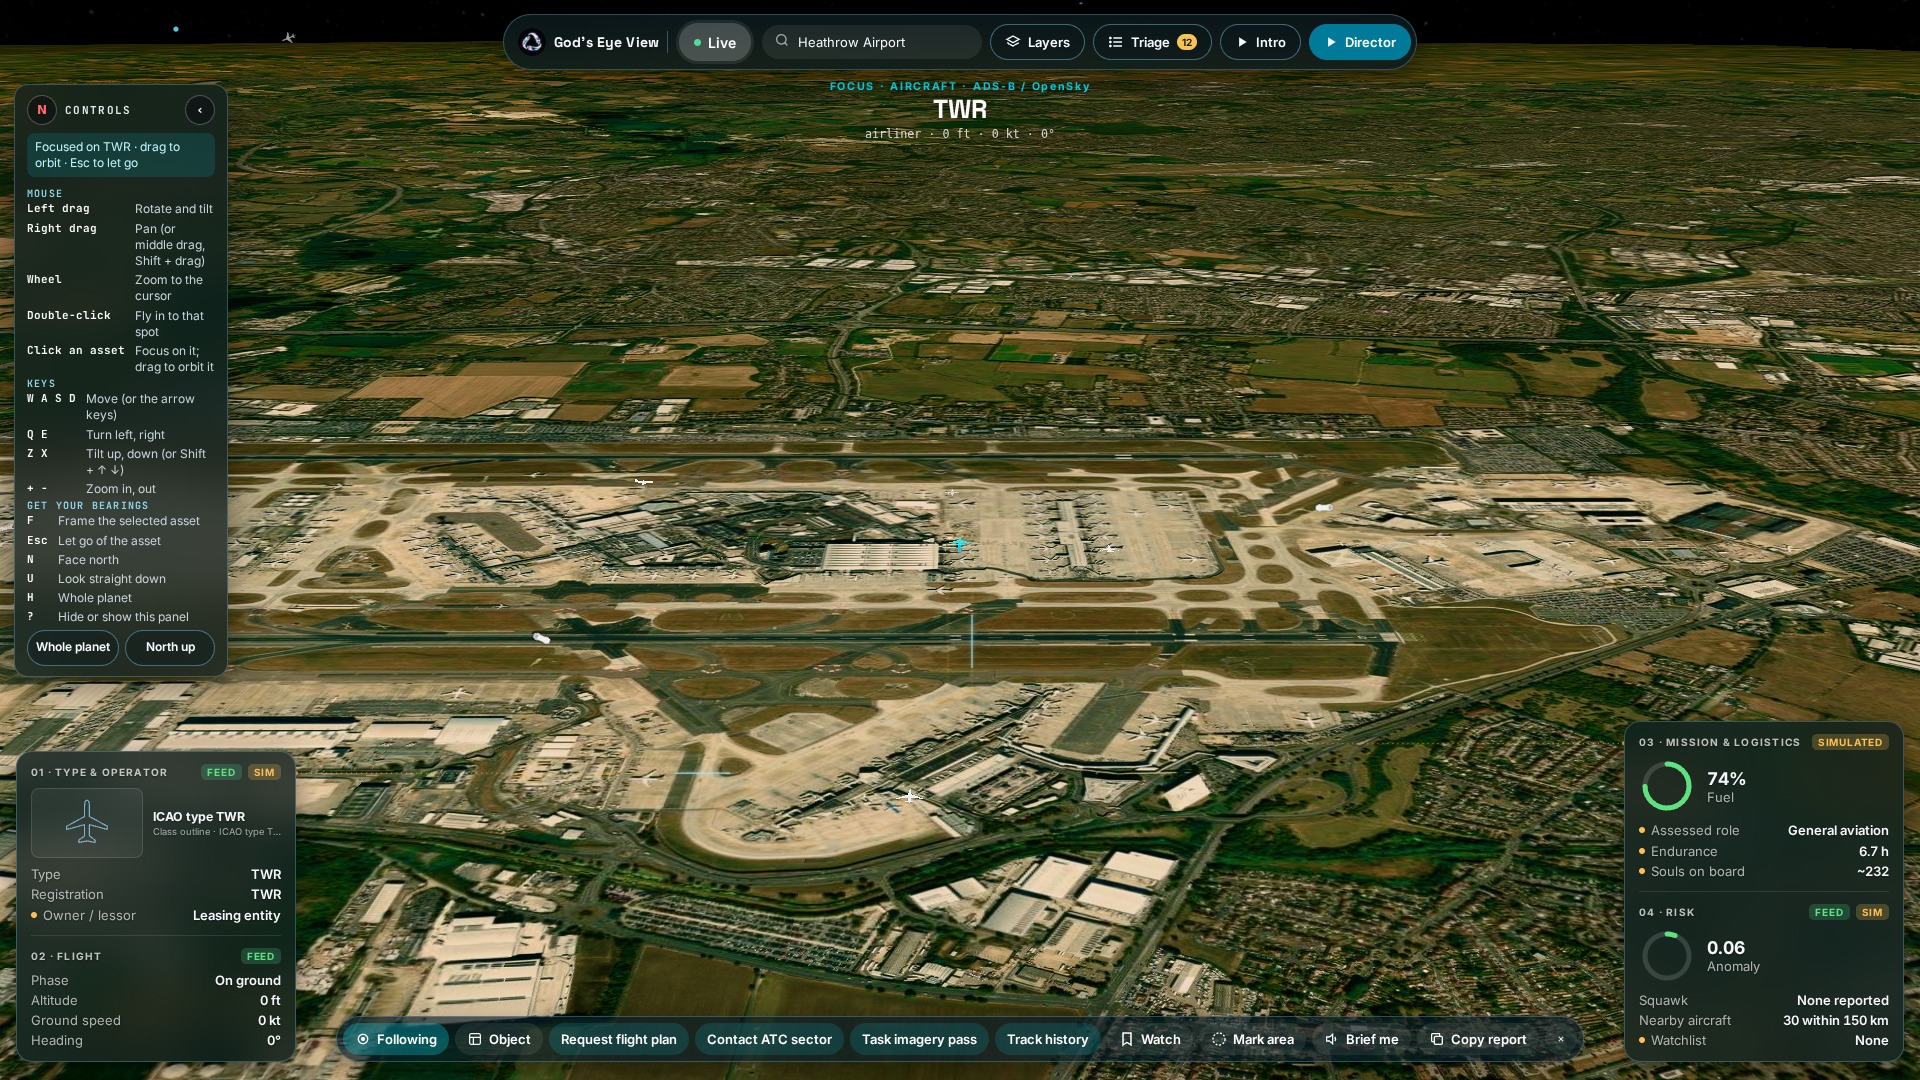 God's Eye View
Live
Heathrow Airport
Layers
Triage 12
Intro
Director
FOCUS · AIRCRAFT · ADS-B / OpenSky
TWR
airliner · 0 ft · 0 kt · 0°
N CONTROLS ‹
Focused on TWR · drag to
orbit · Esc to let go
MOUSE
Left drag Rotate and tilt
Right drag Pan (or
middle drag,
Shift + drag)
Wheel Zoom to the
cursor
Double-click Fly in to that
spot
Click an asset Focus on it;
drag to orbit it
KEYS
W A S D Move (or the arrow
keys)
Q E Turn left, right
Z X Tilt up, down (or Shift
+ ↑ ↓)
+ - Zoom in, out
GET YOUR BEARINGS
F Frame the selected asset
Esc Let go of the asset
N Face north
U Look straight down
H Whole planet
? Hide or show this panel
Whole planet North up
01 · TYPE & OPERATOR FEED SIM
ICAO type TWR
Class outline · ICAO type T...
Type TWR
Registration TWR
Owner / lessor Leasing entity
02 · FLIGHT FEED
Phase On ground
Altitude 0 ft
Ground speed 0 kt
Heading 0°
03 · MISSION & LOGISTICS SIMULATED
74%
Fuel
Assessed role General aviation
Endurance 6.7 h
Souls on board ~232
04 · RISK FEED SIM
0.06
Anomaly
Squawk None reported
Nearby aircraft 30 within 150 km
Watchlist None
Following
Object
Request flight plan
Contact ATC sector
Task imagery pass
Track history
Watch
Mark area
Brief me
Copy report
×